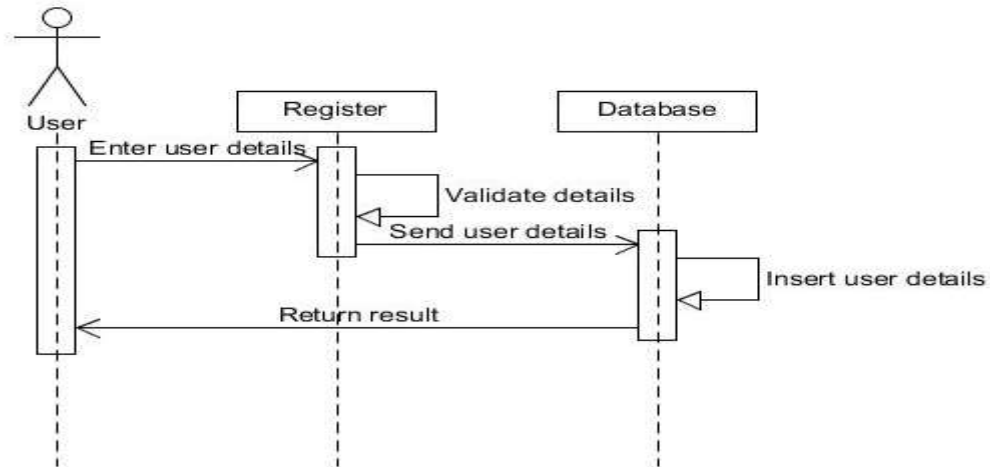 User
Register
Database
Enter user details
Validate details
Send user details
Insert user details
Return result